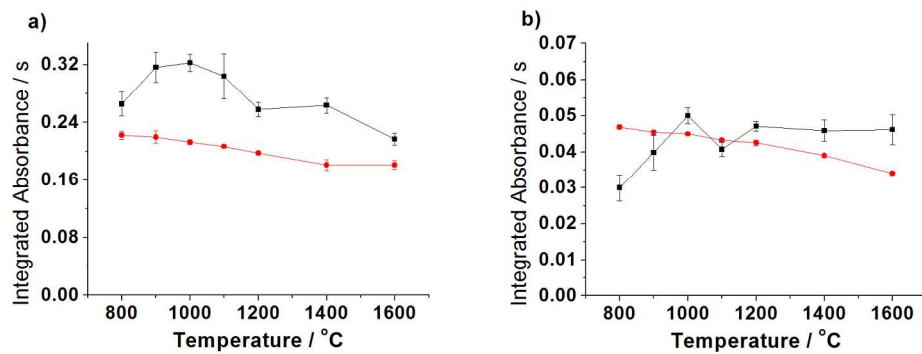 a)
0.32
0.24
0.16
0.08
0.00
Integrated Absorbance / s
800 1000 1200 1400 1600
Temperature / °C
b)
0.07
0.06
0.05
0.04
0.03
0.02
0.01
0.00
Integrated Absorbance / s
800 1000 1200 1400 1600
Temperature / °C